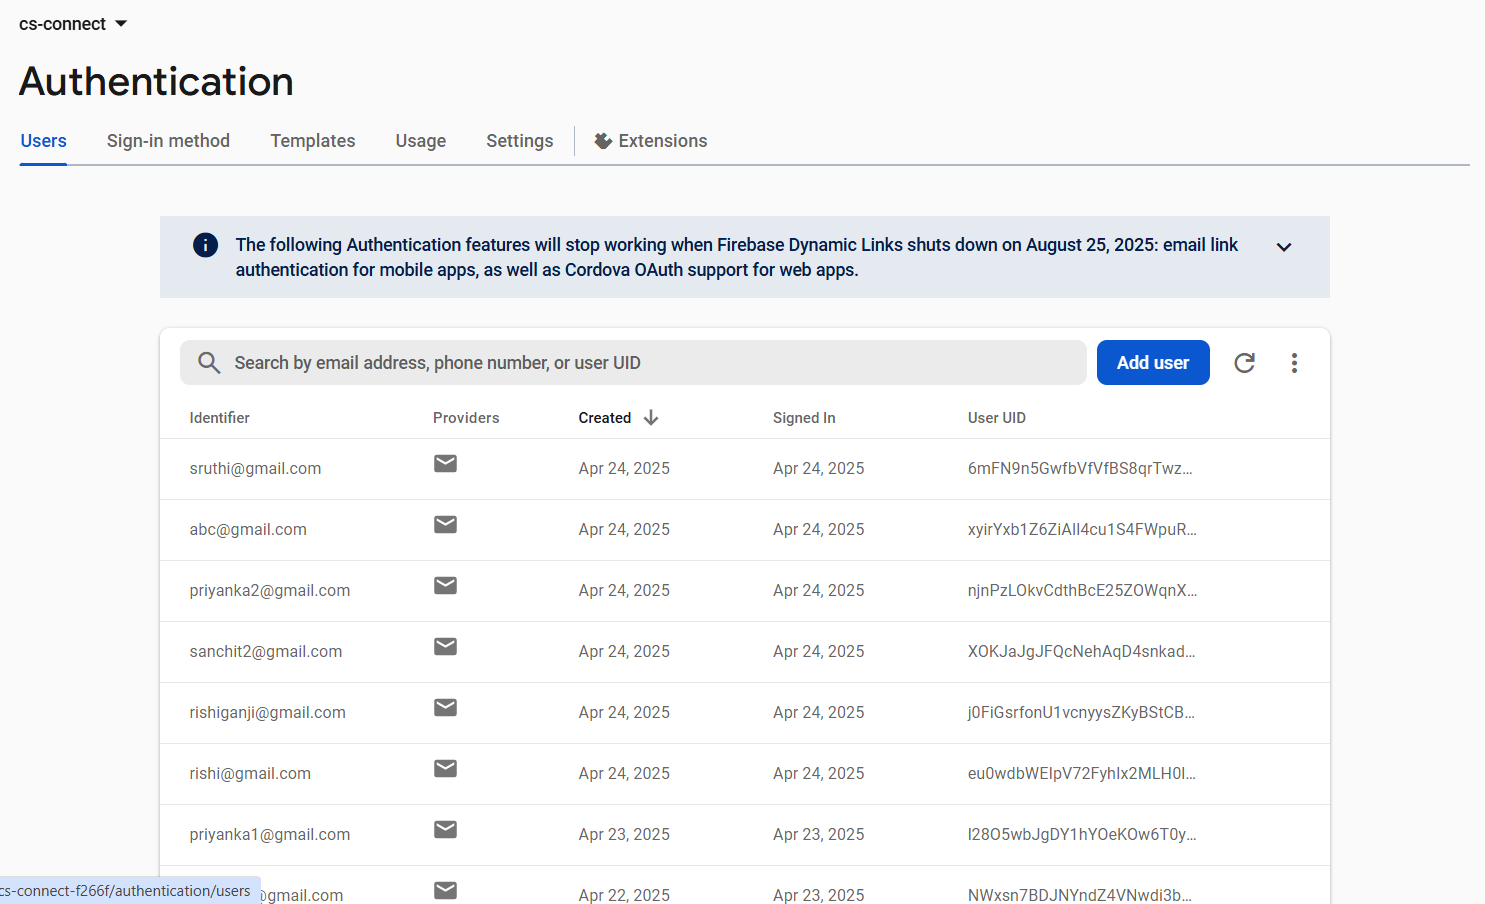 cs-connect
Authentication
Users Sign-in method Templates Usage Settings Extensions
The following Authentication features will stop working when Firebase Dynamic Links shuts down on August 25, 2025: email link
authentication for mobile apps, as well as Cordova OAuth support for web apps.
Search by email address, phone number, or user UID Add user
Identifier Providers Created Signed In User UID
sruthi@gmail.com Apr 24, 2025 Apr 24, 2025 6mFN9n5GwfbVfVfBS8qrTwz...
abc@gmail.com Apr 24, 2025 Apr 24, 2025 xyirYxb1Z6ZiAll4cu1S4FWpuR...
priyanka2@gmail.com Apr 24, 2025 Apr 24, 2025 njnPzLOkvCdthBcE25ZOWqnX...
sanchit2@gmail.com Apr 24, 2025 Apr 24, 2025 XOKJaJgJFQcNehAqD4snkad...
rishiganji@gmail.com Apr 24, 2025 Apr 24, 2025 j0FiGsrfonU1vcnyysZKyBStCB...
rishi@gmail.com Apr 24, 2025 Apr 24, 2025 eu0wdbWEIpV72FyhIx2MLH0I...
priyanka1@gmail.com Apr 23, 2025 Apr 23, 2025 I28O5wbJgDY1hYOeKOw6T0y...
@gmail.com Apr 22, 2025 Apr 23, 2025 NWxsn7BDJNYndZ4VNwdi3b...
cs-connect-f266f/authentication/users